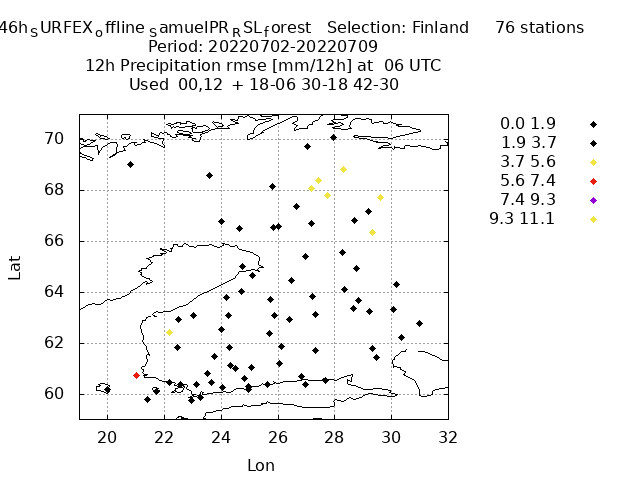 46hSURFEXoffline SamuelPRRSLforest Selection: Finland 76 stations
Period: 20220702-20220709
12h Precipitation rmse [mm/12h] at 06 UTC
Used 00,12 + 18-06 30-18 42-30
0.0 1.9
1.9 3.7
3.7 5.6
5.6 7.4
7.4 9.3
9.3 11.1
70
68
66
64
62
60
Lat
20 22 24 26 28 30 32
Lon